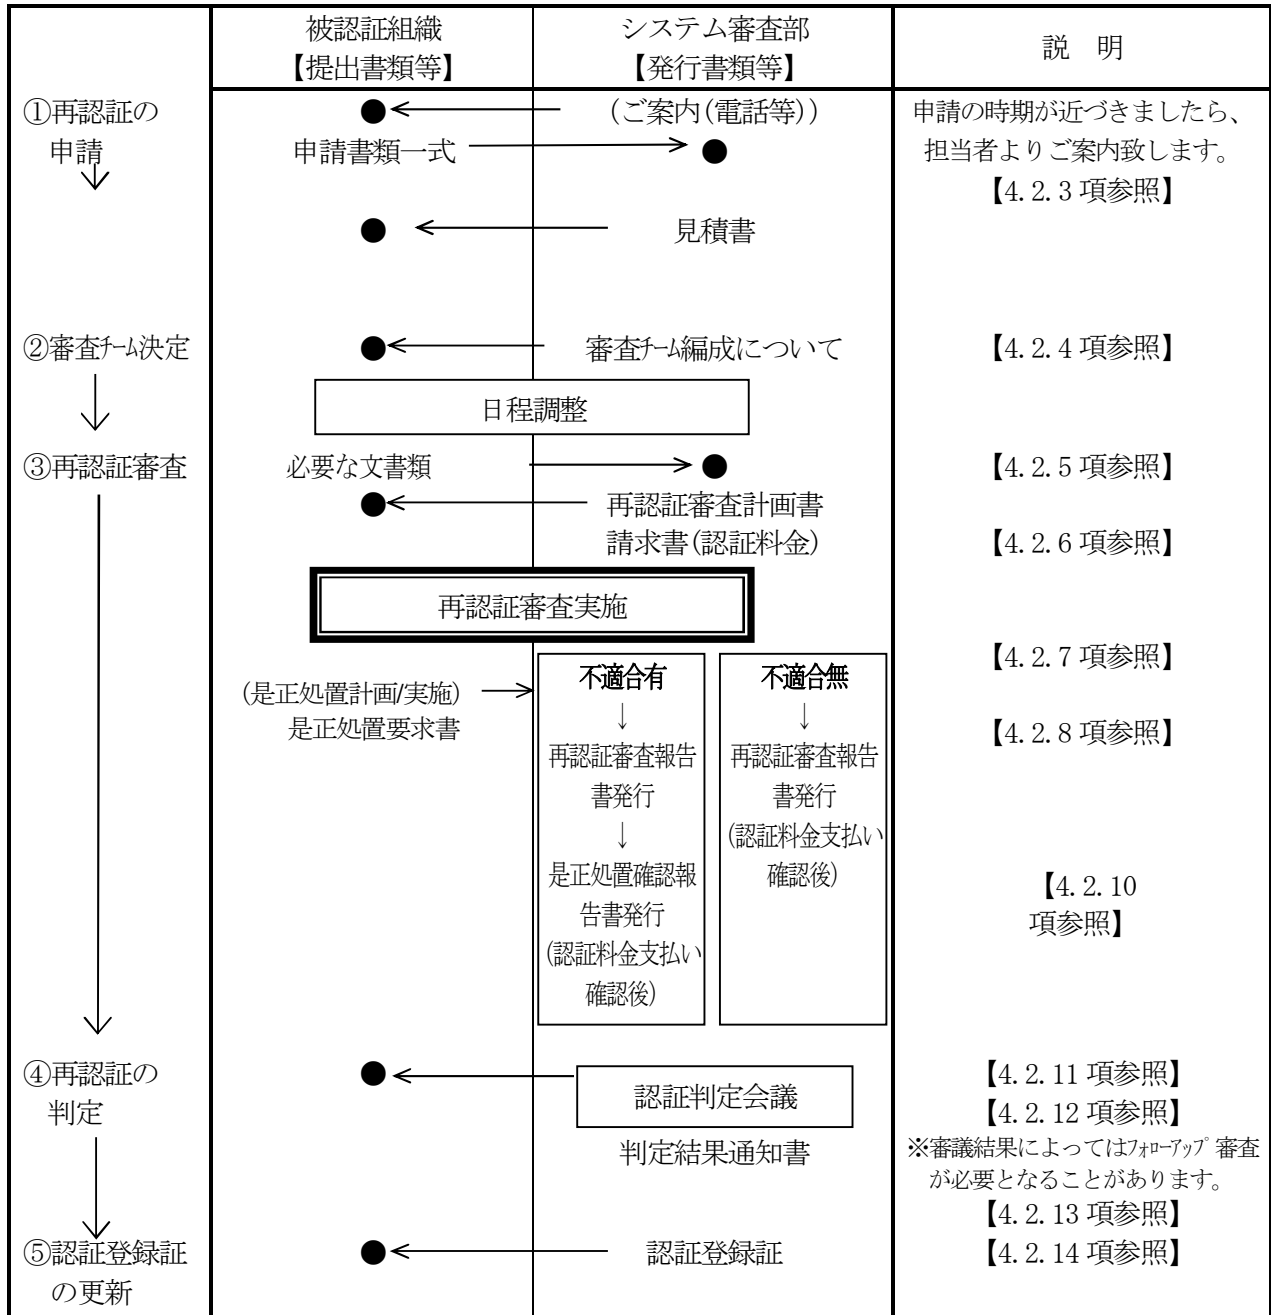 被認証組織
【提出書類等】
システム審査部
【発行書類等】
説 明
①再認証の
申請
(ご案内(電話等))
申請書類一式
申請の時期が近づきましたら、
担当者よりご案内致します。
【4.2.3 項参照】
見積書
②審査ﾁｰﾑ決定
審査ﾁｰﾑ編成について
【4.2.4 項参照】
日程調整
③再認証審査
必要な文書類
【4.2.5 項参照】
再認証審査計画書
請求書(認証料金)
【4.2.6 項参照】
再認証審査実施
【4.2.7 項参照】
(是正処置計画/実施)
是正処置要求書
不適合有
↓
再認証審査報告
書発行
↓
是正処置確認報
告書発行
(認証料金支払い
確認後)
不適合無
↓
再認証審査報告
書発行
(認証料金支払い
確認後)
【4.2.8 項参照】
【4.2.10
項参照】
④再認証の
判定
認証判定会議
判定結果通知書
【4.2.11 項参照】
【4.2.12 項参照】
※審議結果によってはﾌｫﾛｰｱｯﾌﾟ審査
が必要となることがあります。
【4.2.13 項参照】
⑤認証登録証
の更新
認証登録証
【4.2.14 項参照】